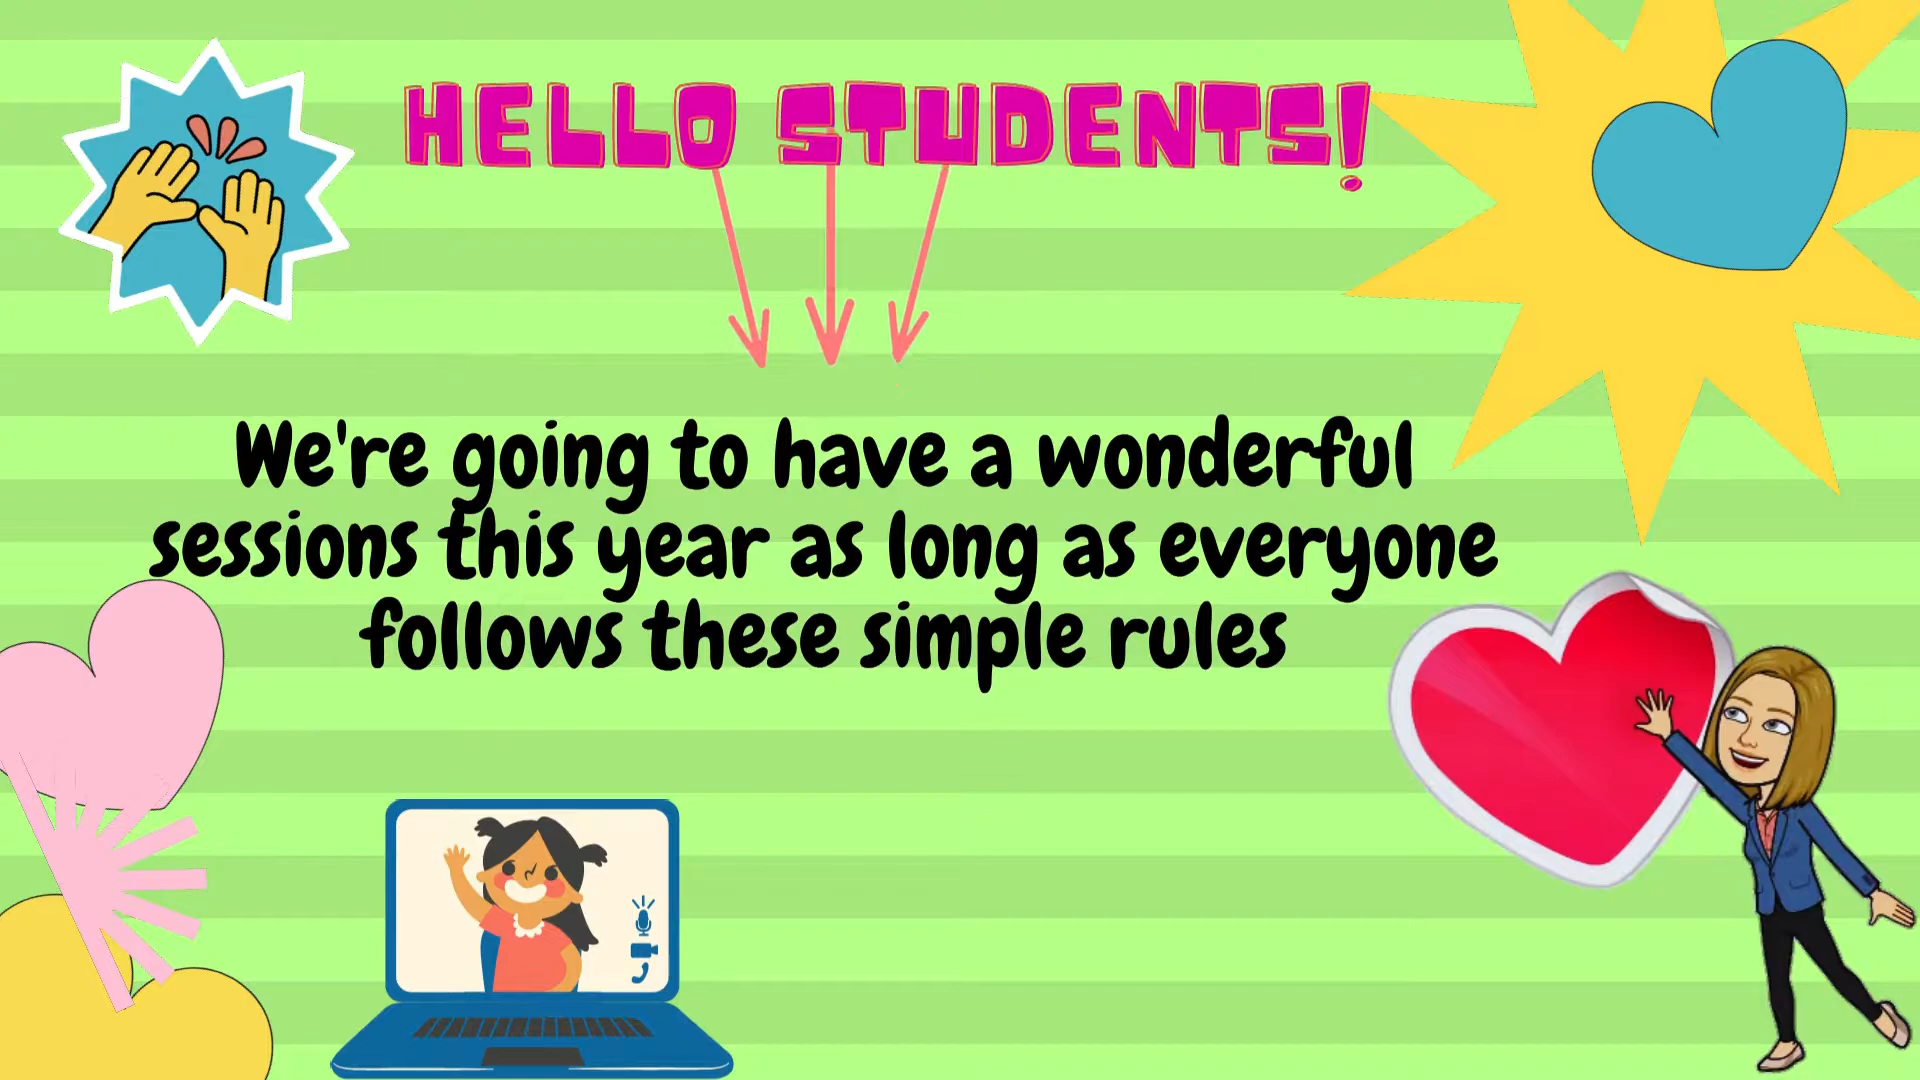 HELLO STUDENTS!
We're going to have a wonderful
sessions this year as long as everyone
follows these simple rules